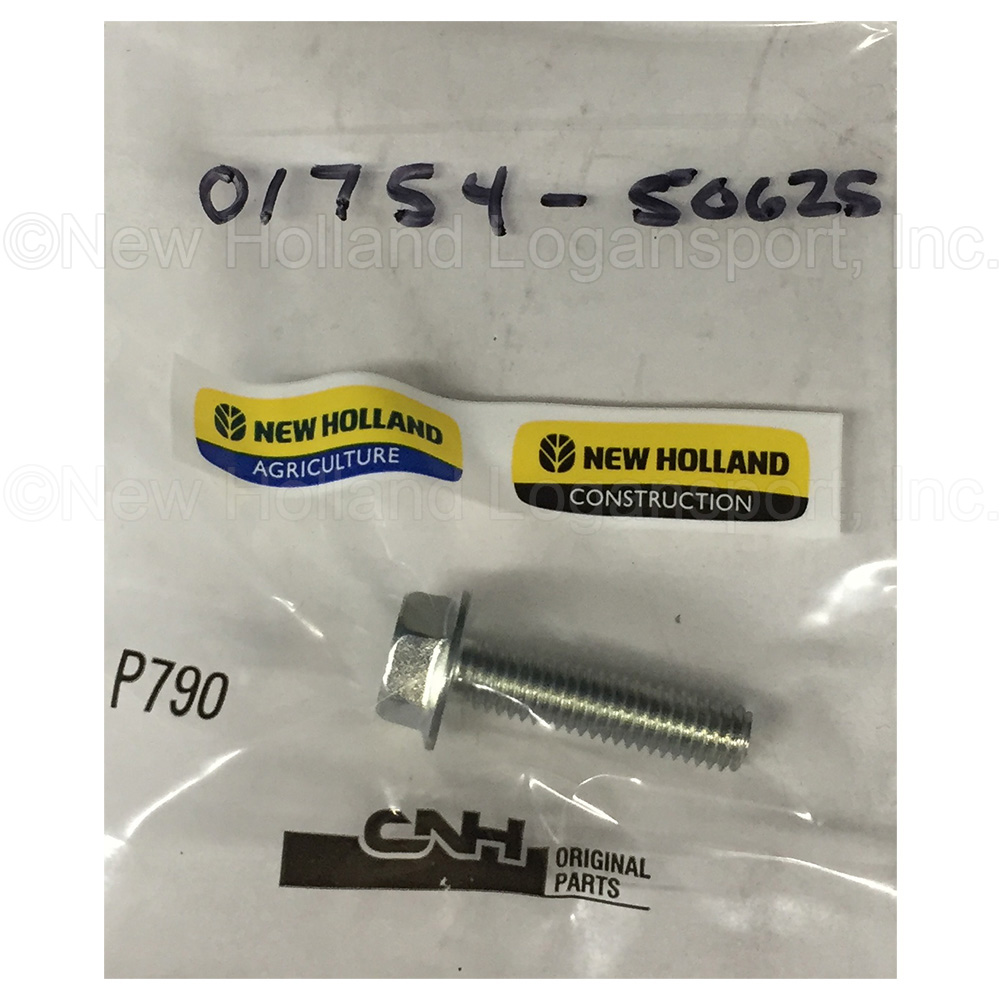 01754-50625
©New Holland Logansport, Inc.
NEW HOLLAND
AGRICULTURE
NEW HOLLAND
CONSTRUCTION
©New Holland Logansport, Inc.
P790
CNH
ORIGINAL
PARTS